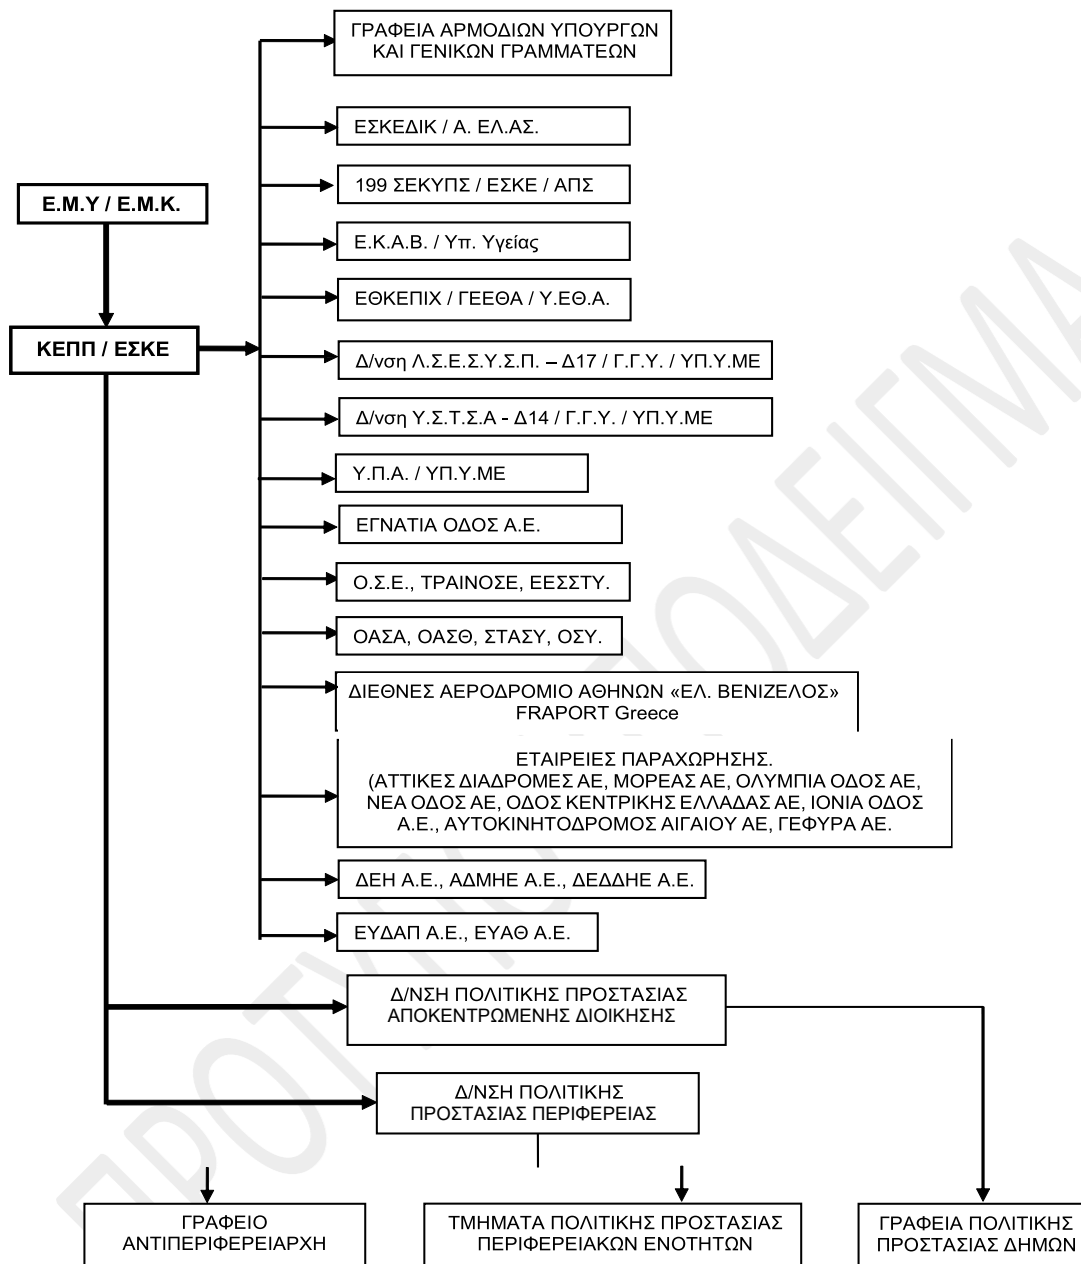 ΓΡΑΦΕΙΑ ΑΡΜΟΔΙΩΝ ΥΠΟΥΡΓΩΝ
ΚΑΙ ΓΕΝΙΚΩΝ ΓΡΑΜΜΑΤΕΩΝ
ΕΣΚΕΔΙΚ / Α. ΕΛ.ΑΣ.
199 ΣΕΚΥΠΣ / ΕΣΚΕ / ΑΠΣ
Ε.Μ.Υ / Ε.Μ.Κ.
Ε.Κ.Α.Β. / Υπ. Υγείας
ΕΘΚΕΠΙΧ / ΓΕΕΘΑ / Υ.ΕΘ.Α.
ΚΕΠΠ / ΕΣΚΕ
Δ/νση Λ.Σ.Ε.Σ.Υ.Σ.Π. – Δ17 / Γ.Γ.Υ. / ΥΠ.Υ.ΜΕ
Δ/νση Υ.Σ.Τ.Σ.Α - Δ14 / Γ.Γ.Υ. / ΥΠ.Υ.ΜΕ
Υ.Π.Α. / ΥΠ.Υ.ΜΕ
ΕΓΝΑΤΙΑ ΟΔΟΣ Α.Ε.
Ο.Σ.Ε., ΤΡΑΙΝΟΣΕ, ΕΕΣΣΤΥ.
ΟΑΣΑ, ΟΑΣΘ, ΣΤΑΣΥ, ΟΣΥ.
ΔΙΕΘΝΕΣ ΑΕΡΟΔΡΟΜΙΟ ΑΘΗΝΩΝ «ΕΛ. ΒΕΝΙΖΕΛΟΣ»
FRAPORT Greece
ΕΤΑΙΡΕΙΕΣ ΠΑΡΑΧΩΡΗΣΗΣ.
(ΑΤΤΙΚΕΣ ΔΙΑΔΡΟΜΕΣ ΑΕ, ΜΟΡΕΑΣ ΑΕ, ΟΛΥΜΠΙΑ ΟΔΟΣ ΑΕ,
ΝΕΑ ΟΔΟΣ ΑΕ, ΟΔΟΣ ΚΕΝΤΡΙΚΗΣ ΕΛΛΑΔΑΣ ΑΕ, ΙΟΝΙΑ ΟΔΟΣ
Α.Ε., ΑΥΤΟΚΙΝΗΤΟΔΡΟΜΟΣ ΑΙΓΑΙΟΥ ΑΕ, ΓΕΦΥΡΑ ΑΕ.
ΔΕΗ Α.Ε., ΑΔΜΗΕ Α.Ε., ΔΕΔΔΗΕ Α.Ε.
ΕΥΔΑΠ Α.Ε., ΕΥΑΘ Α.Ε.
Δ/ΝΣΗ ΠΟΛΙΤΙΚΗΣ ΠΡΟΣΤΑΣΙΑΣ
ΑΠΟΚΕΝΤΡΩΜΕΝΗΣ ΔΙΟΙΚΗΣΗΣ
Δ/ΝΣΗ ΠΟΛΙΤΙΚΗΣ
ΠΡΟΣΤΑΣΙΑΣ ΠΕΡΙΦΕΡΕΙΑΣ
ΓΡΑΦΕΙΟ
ΑΝΤΙΠΕΡΙΦΕΡΕΙΑΡΧΗ
ΤΜΗΜΑΤΑ ΠΟΛΙΤΙΚΗΣ ΠΡΟΣΤΑΣΙΑΣ
ΠΕΡΙΦΕΡΕΙΑΚΩΝ ΕΝΟΤΗΤΩΝ
ΓΡΑΦΕΙΑ ΠΟΛΙΤΙΚΗΣ
ΠΡΟΣΤΑΣΙΑΣ ΔΗΜΩΝ